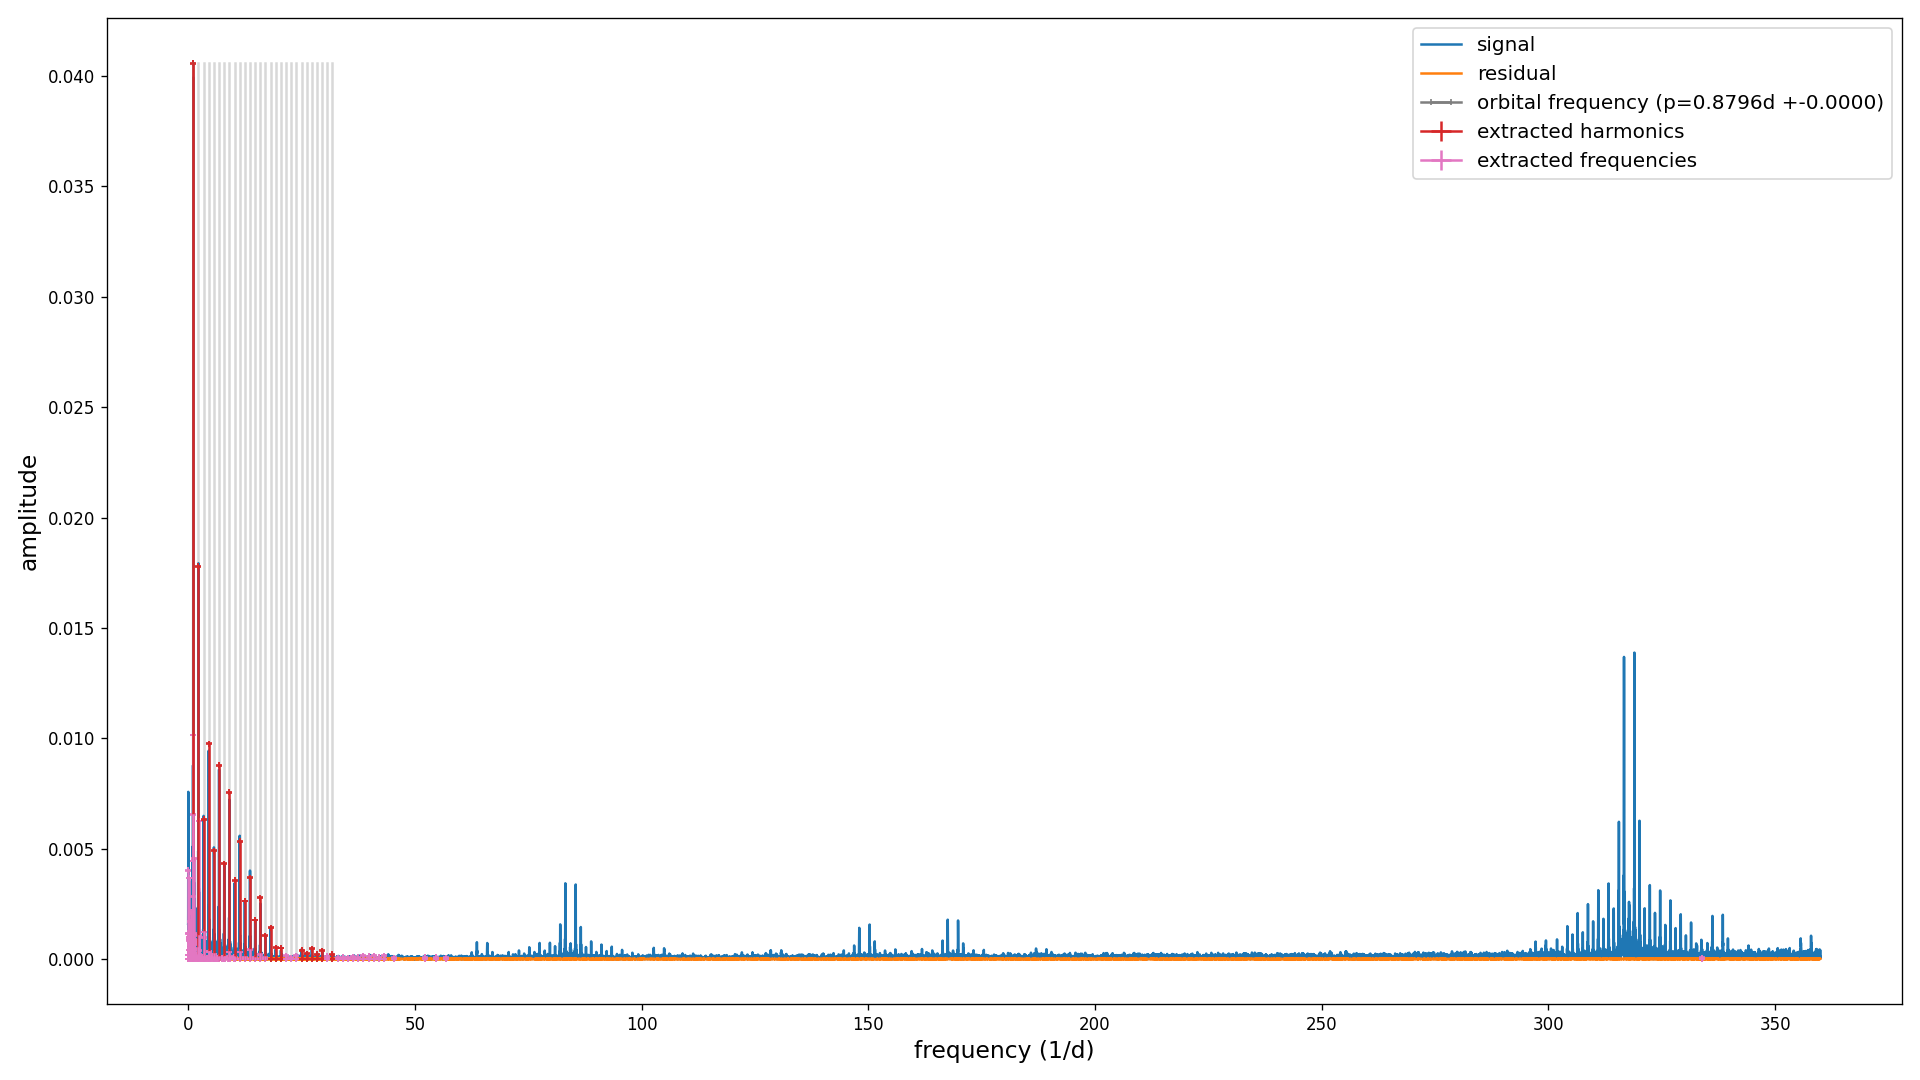 signal
residual
orbital frequency (p=0.8796d +-0.0000)
extracted harmonics
extracted frequencies
0.040
0.035
0.030
0.025
0.020
0.015
0.010
0.005
0.000
amplitude
0 50 100 150 200 250 300 350
frequency (1/d)